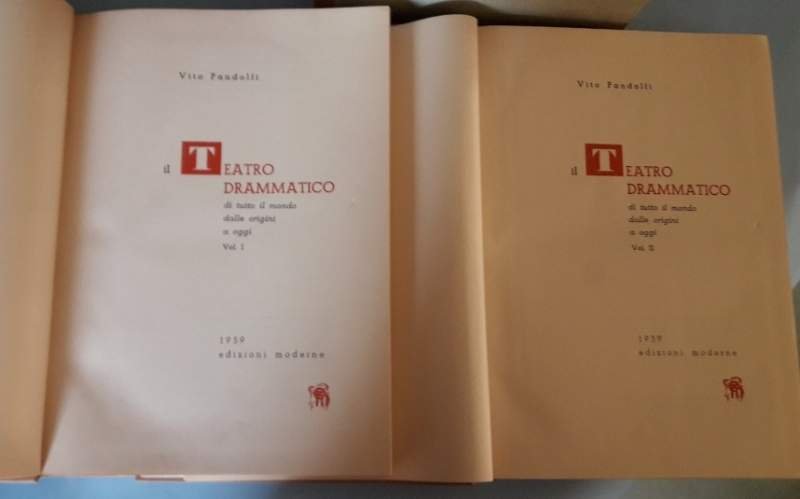 Vito Pandolfi
il TEATRO
DRAMMATICO
di tutto il mondo
dalle origini
a oggi
Vol. I
1959
edizioni moderne
Vito Pandolfi
il TEATRO
DRAMMATICO
di tutto il mondo
dalle origini
a oggi
Vol. II
1959
edizioni moderne